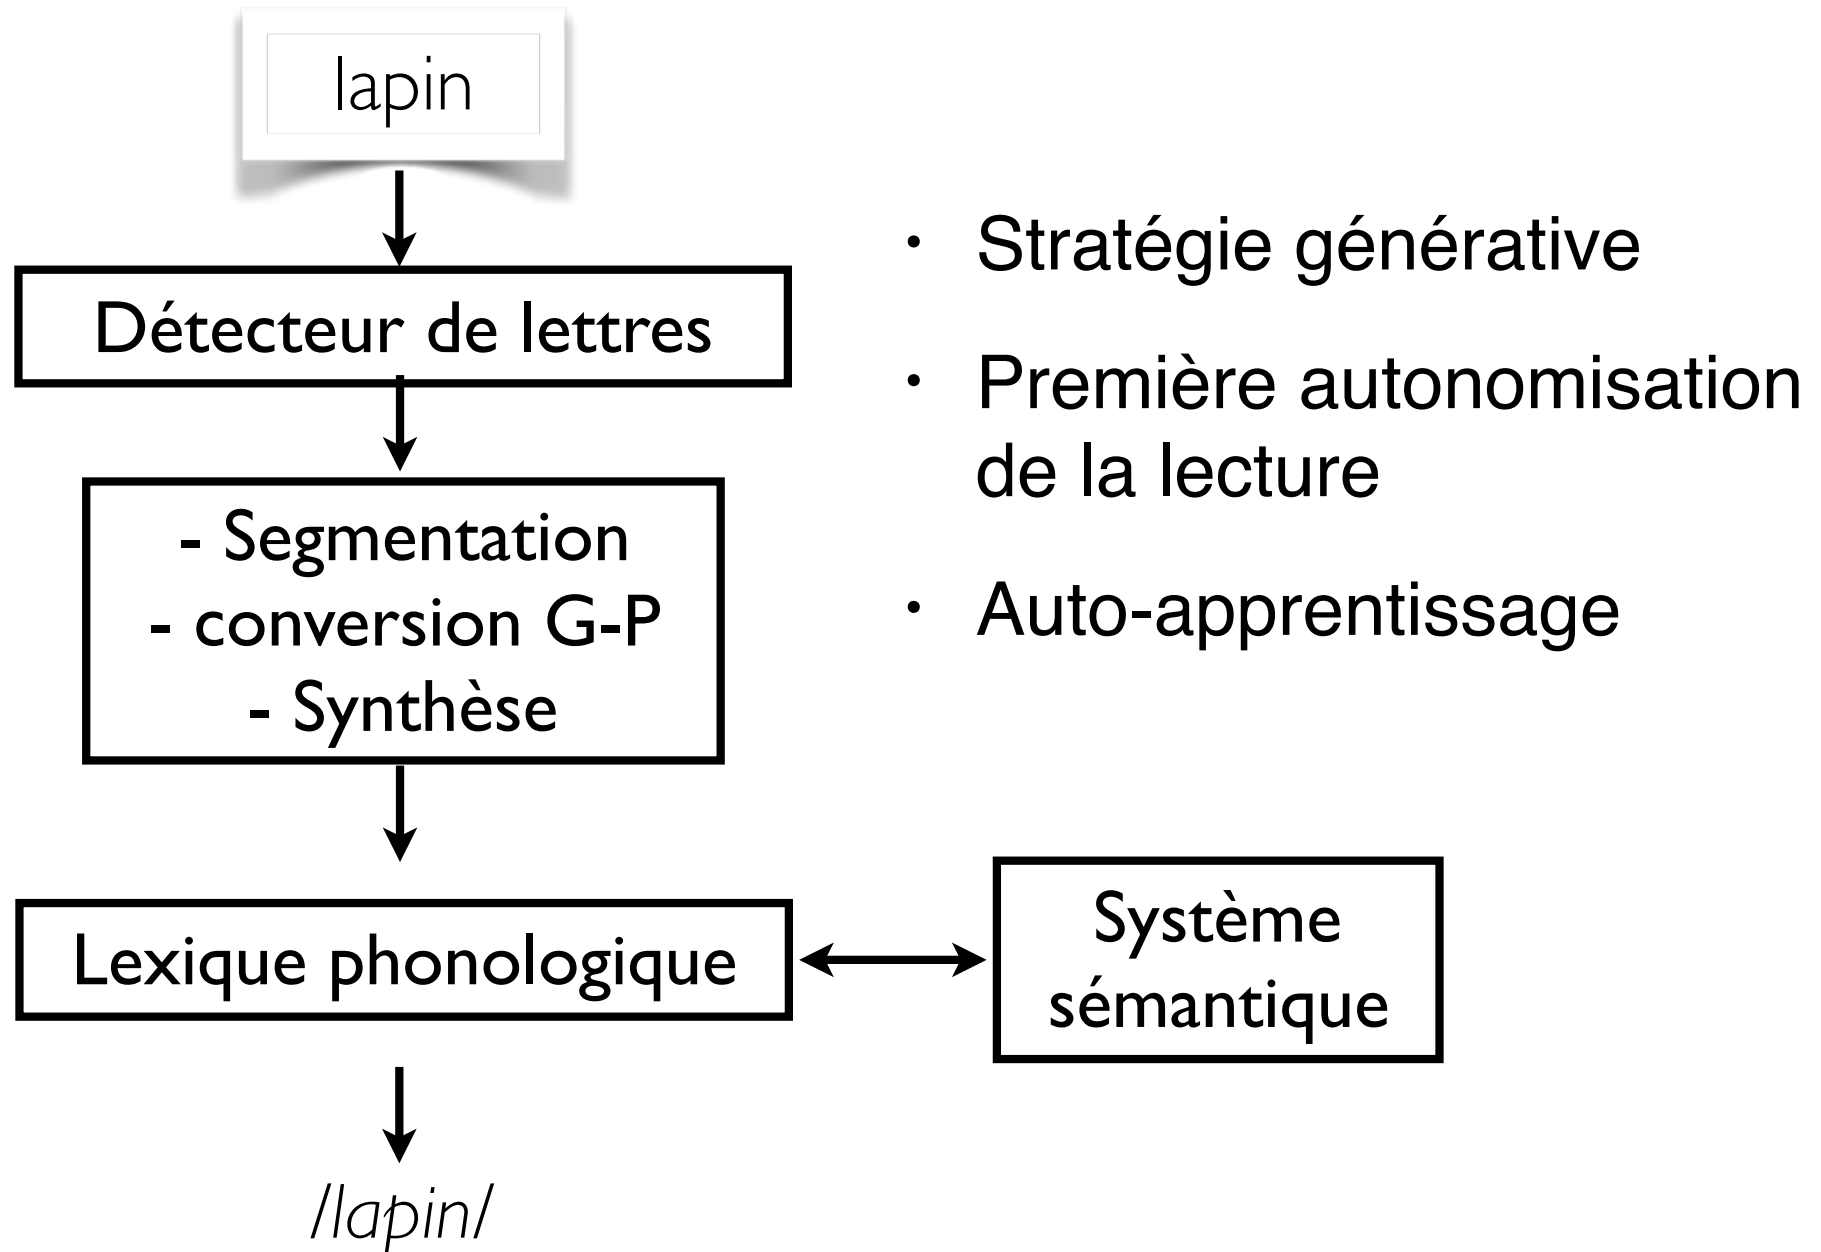 lapin
Détecteur de lettres
- Segmentation
- conversion G-P
- Synthèse
Lexique phonologique
Système
sémantique
/lapin/
• Stratégie générative
• Première autonomisation
de la lecture
• Auto-apprentissage